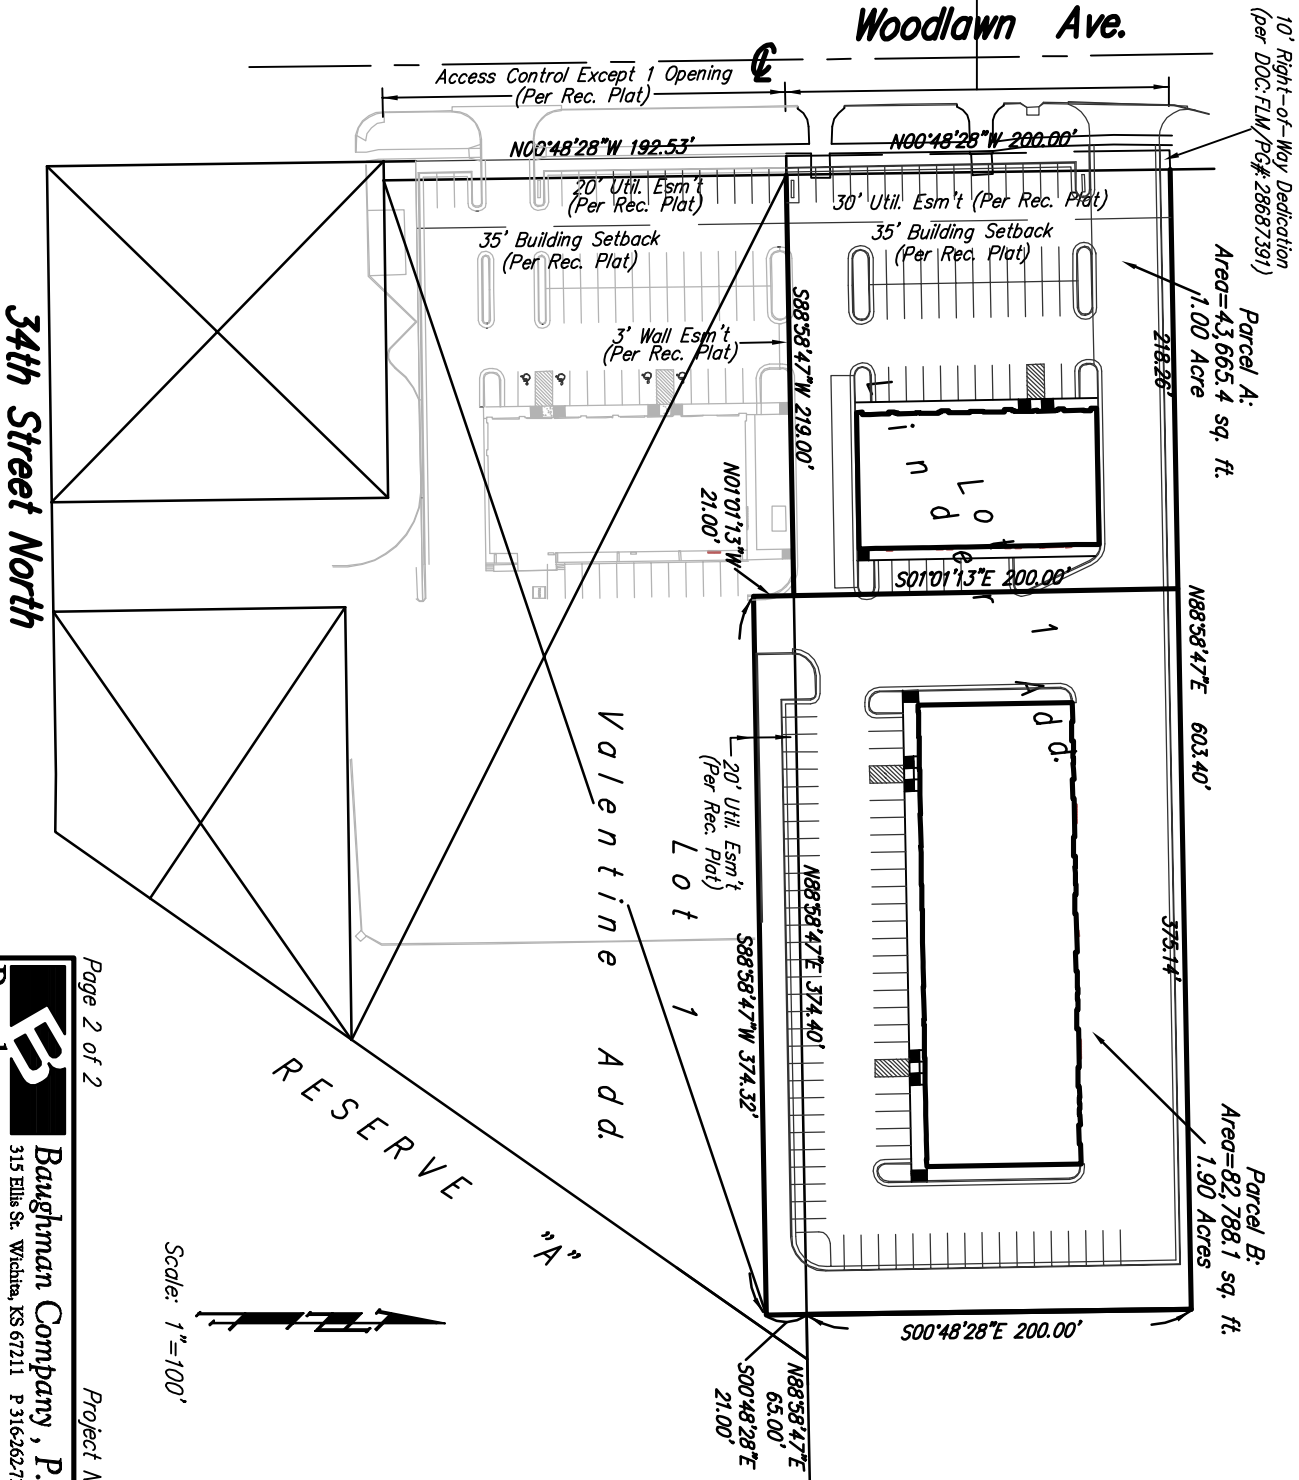 Woodlawn Ave.
10' Right-of-Way Dedication
(per DOC.FLM/PG#: 28687391)
Access Control Except 1 Opening
(Per Rec. Plat)
℄
N00°48'28"W 192.53'
N00°48'28"W 200.00'
20' Util. Esm't
(Per Rec. Plat)
30' Util. Esm't (Per Rec. Plat)
35' Building Setback
(Per Rec. Plat)
35' Building Setback
(Per Rec. Plat)
Parcel A:
Area=43,665.4 sq. ft.
1.00 Acre
3' Wall Esm't
(Per Rec. Plat)
S88°58'47"W 219.00'
218.26'
34th Street North
N01°01'13"W
21.00'
Lot 1
Linder Add.
S01°01'13"E 200.00'
N88°58'47"E 603.40'
20' Util. Esm't
(Per Rec. Plat)
Lot 1
Valentine Add.
N88°58'47"E 374.40'
S88°58'47"W 374.32'
375.14'
Parcel B:
Area=82,788.1 sq. ft.
1.90 Acres
RESERVE "A"
S00°48'28"E 200.00'
N88°58'47"E
65.00'
S00°48'28"E
21.00'
Scale: 1"=100'
Page 2 of 2
Project
B
Baughman Company, P.
315 Ellis St. Wichita, KS 67211 P 316-262-7